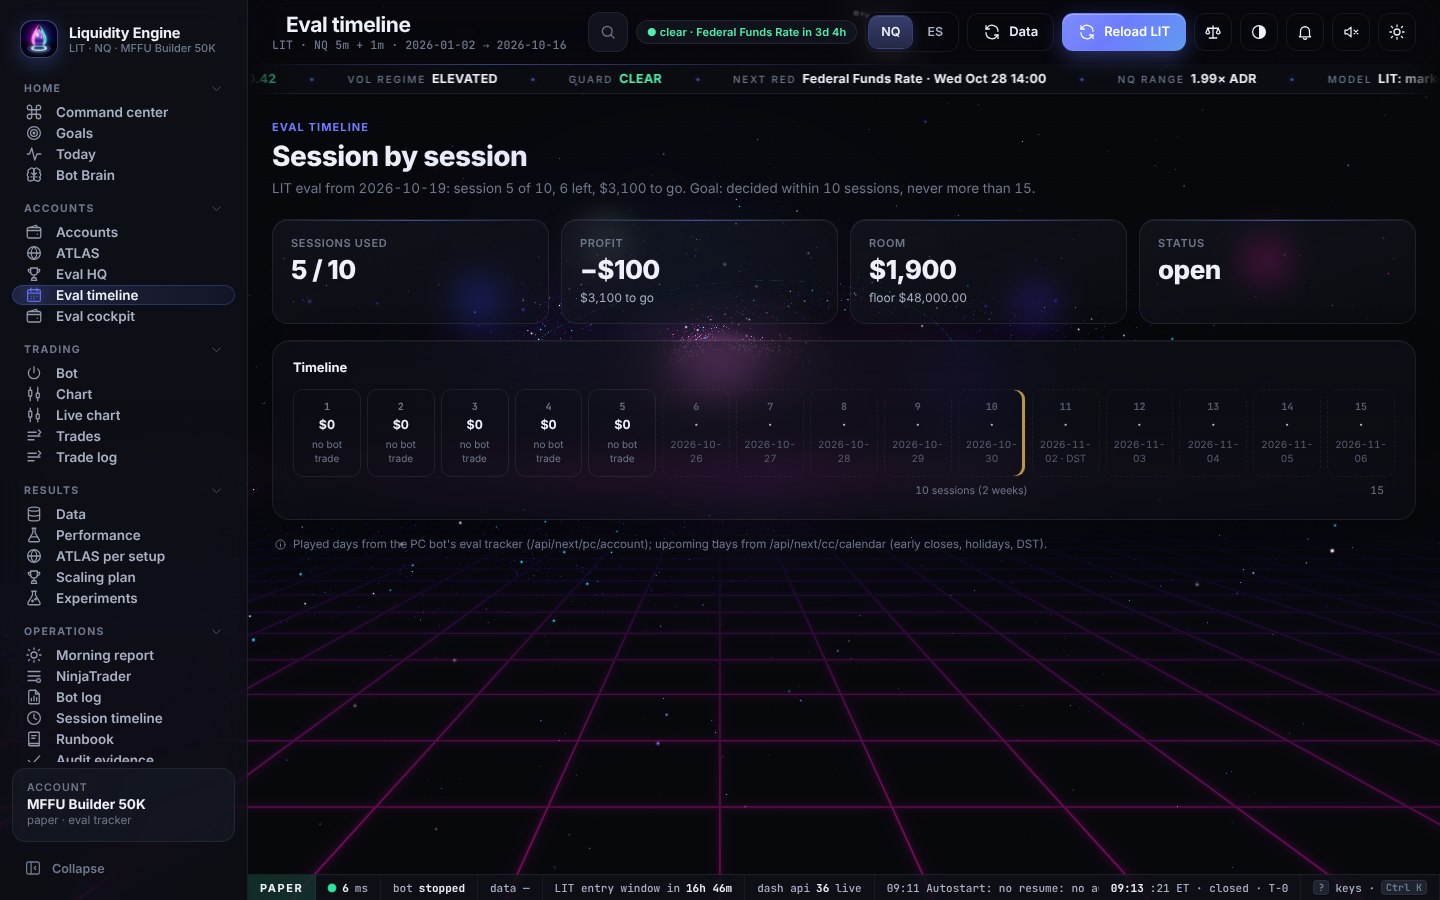 Liquidity Engine
LIT · NQ · MFFU Builder 50K
HOME
Command center
Goals
Today
Bot Brain
ACCOUNTS
Accounts
ATLAS
Eval HQ
Eval timeline
Eval cockpit
TRADING
Bot
Chart
Live chart
Trades
Trade log
RESULTS
Data
Performance
ATLAS per setup
Scaling plan
Experiments
OPERATIONS
Morning report
NinjaTrader
Bot log
Session timeline
Runbook
Audit evidence
ACCOUNT
MFFU Builder 50K
paper · eval tracker
Collapse
Eval timeline
LIT · NQ 5m + 1m · 2026-01-02 → 2026-10-16
clear · Federal Funds Rate in 3d 4h
NQ
ES
Data
Reload LIT
0.42 • VOL REGIME ELEVATED • GUARD CLEAR • NEXT RED Federal Funds Rate · Wed Oct 28 14:00 • NQ RANGE 1.99× ADR • MODEL LIT: mark
EVAL TIMELINE
Session by session
LIT eval from 2026-10-19: session 5 of 10, 6 left, $3,100 to go. Goal: decided within 10 sessions, never more than 15.
SESSIONS USED
5 / 10
PROFIT
−$100
$3,100 to go
ROOM
$1,900
floor $48,000.00
STATUS
open
Timeline
1
$0
no bot
trade
2
$0
no bot
trade
3
$0
no bot
trade
4
$0
no bot
trade
5
$0
no bot
trade
6
·
2026-10-
26
7
·
2026-10-
27
8
·
2026-10-
28
9
·
2026-10-
29
10
·
2026-10-
30
11
·
2026-11-
02 · DST
12
·
2026-11-
03
13
·
2026-11-
04
14
·
2026-11-
05
15
·
2026-11-
06
10 sessions (2 weeks)
15
Played days from the PC bot's eval tracker (/api/next/pc/account); upcoming days from /api/next/cc/calendar (early closes, holidays, DST).
PAPER
6 ms
bot stopped
data —
LIT entry window in 16h 46m
dash api 36 live
09:11 Autostart: no resume: no a
09:13 :21 ET · closed · T-0
? keys · Ctrl K